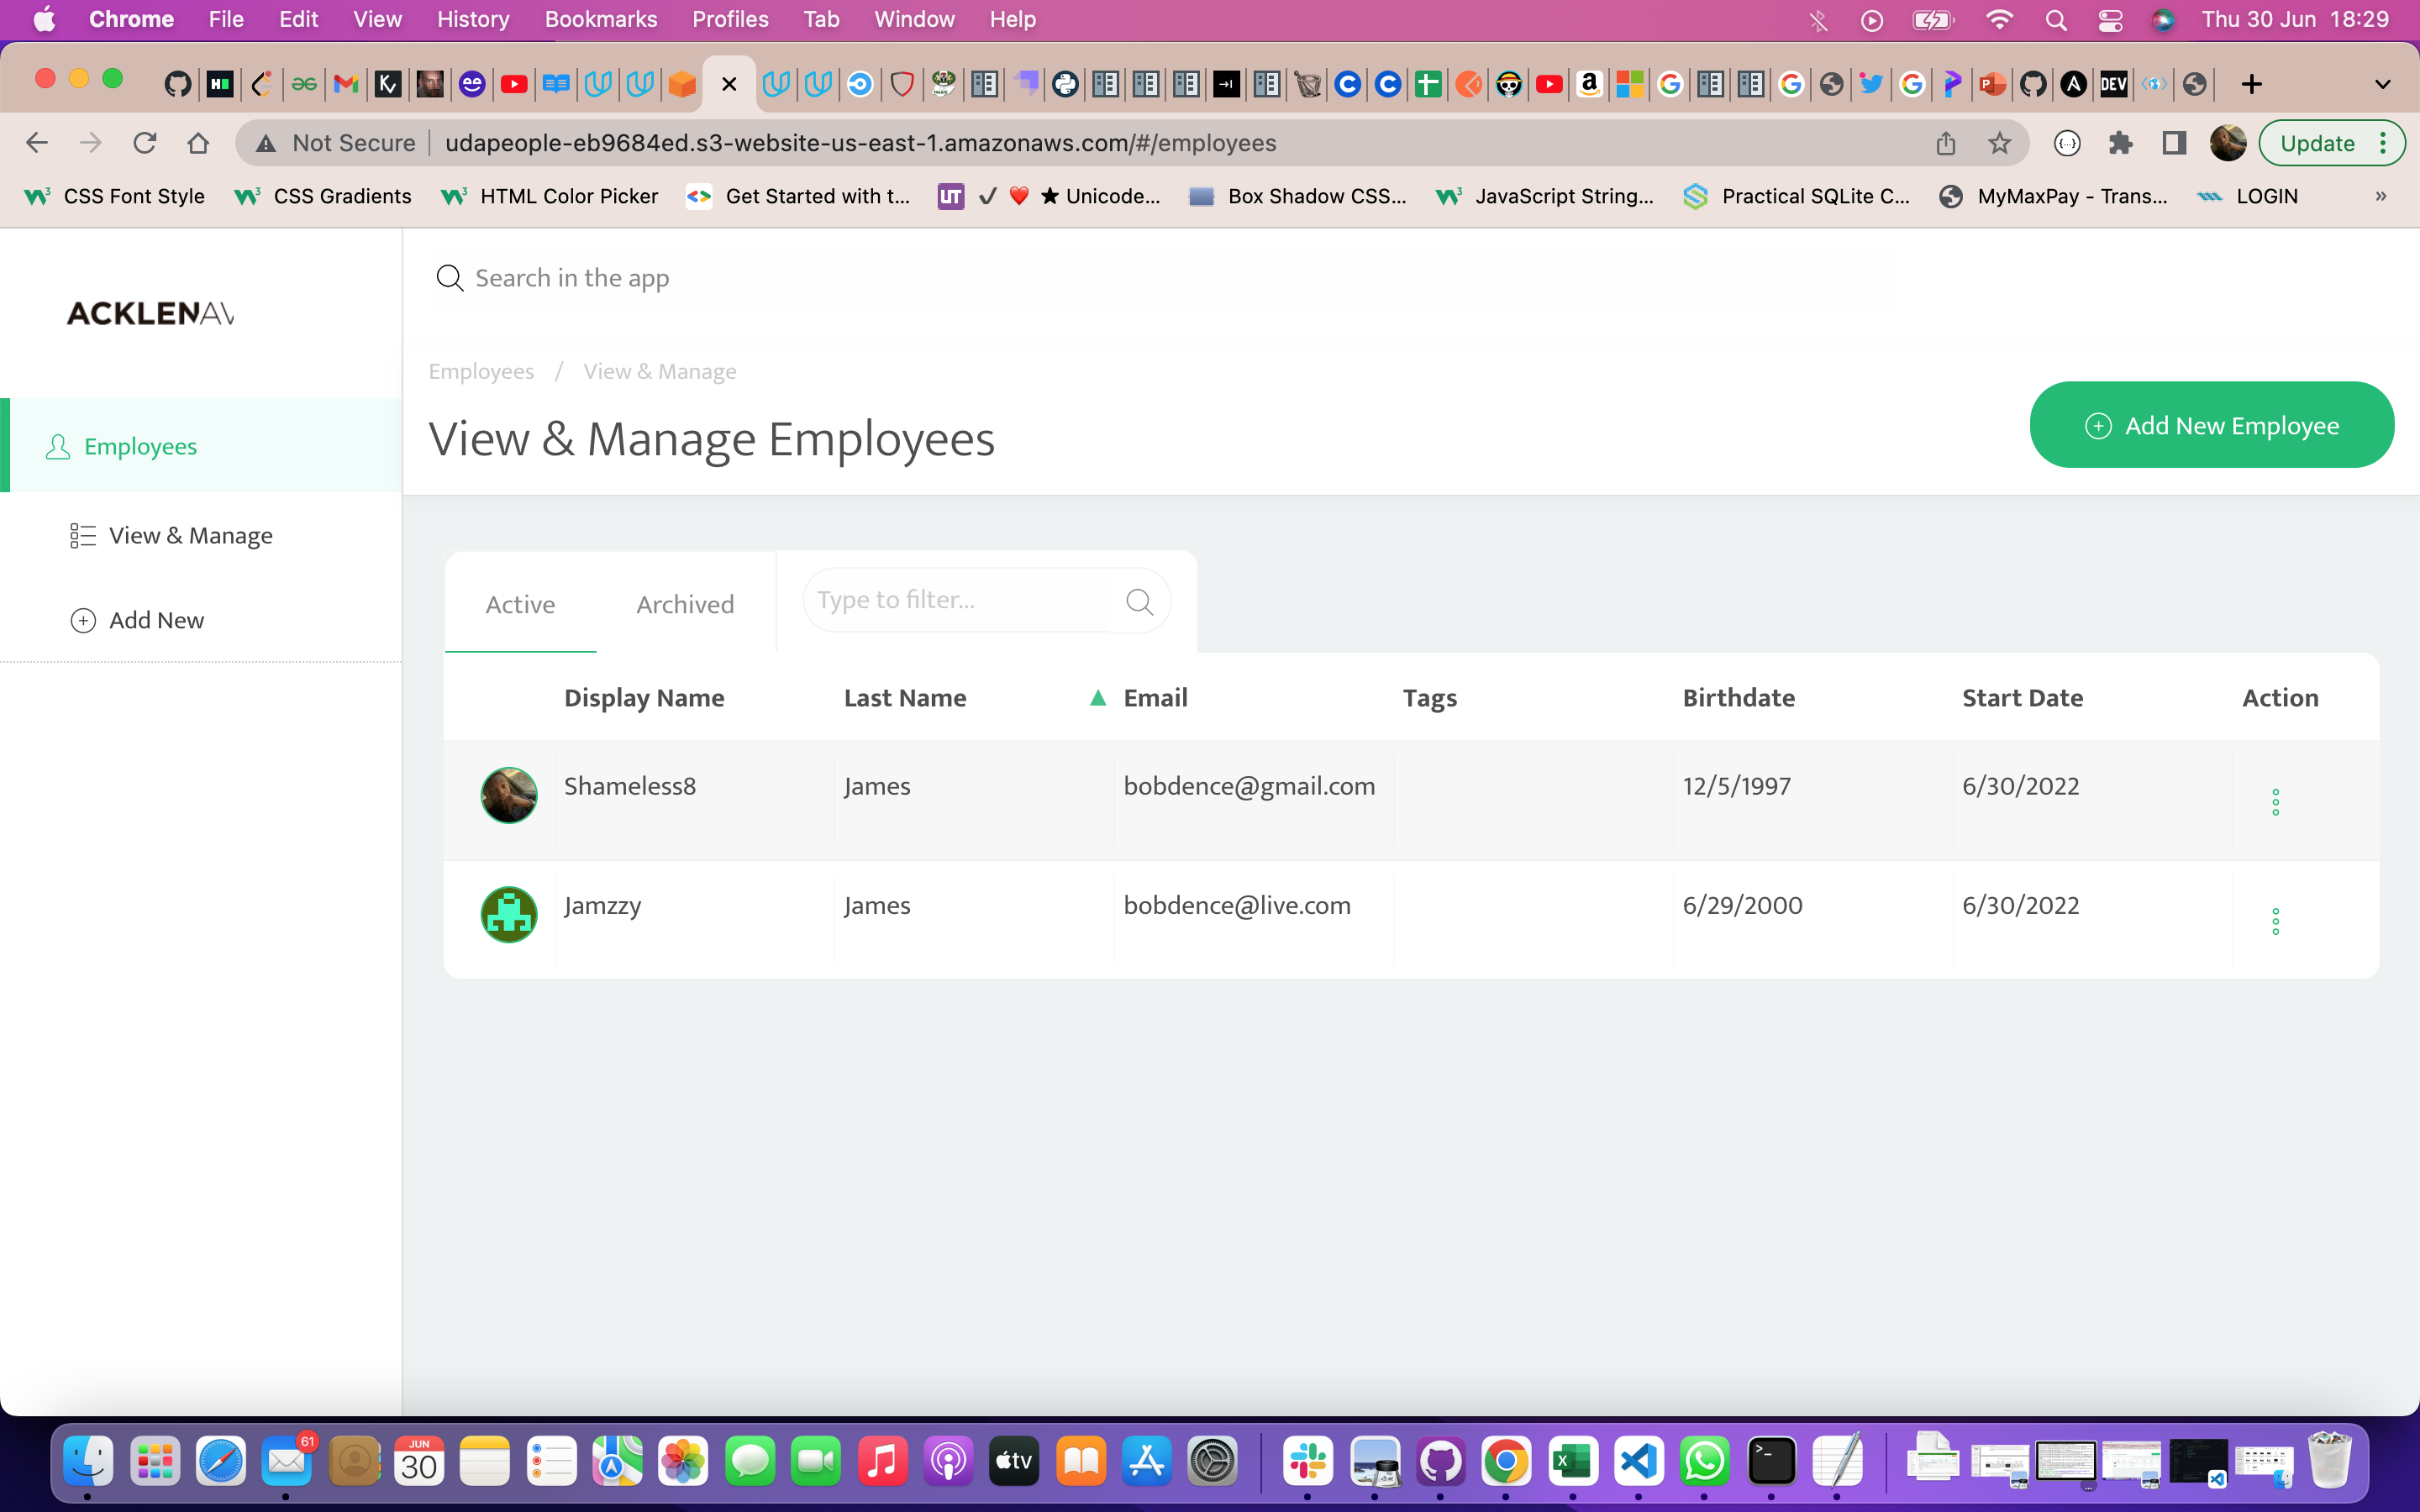 Chrome File Edit View History Bookmarks Profiles Tab Window Help Thu 30 Jun 18:29
DEV
Not Secure udapeople-eb9684ed.s3-website-us-east-1.amazonaws.com/#/employees Update
CSS Font Style CSS Gradients HTML Color Picker Get Started with t... UT ✓ ❤️ ★ Unicode... Box Shadow CSS... JavaScript String... Practical SQLite C... MyMaxPay - Trans... LOGIN »
Search in the app
ACKLENAV
Employees / View & Manage
View & Manage Employees
Add New Employee
Employees
View & Manage
Add New
Active Archived Type to filter...
Display Name Last Name ▲ Email Tags Birthdate Start Date Action
Shameless8 James bobdence@gmail.com 12/5/1997 6/30/2022
Jamzzy James bobdence@live.com 6/29/2000 6/30/2022
61
JUN
30
tv